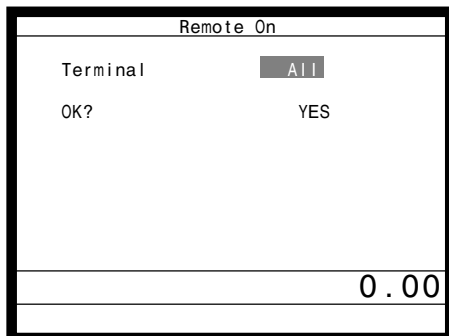 Remote On
Terminal All
OK? YES
0.00